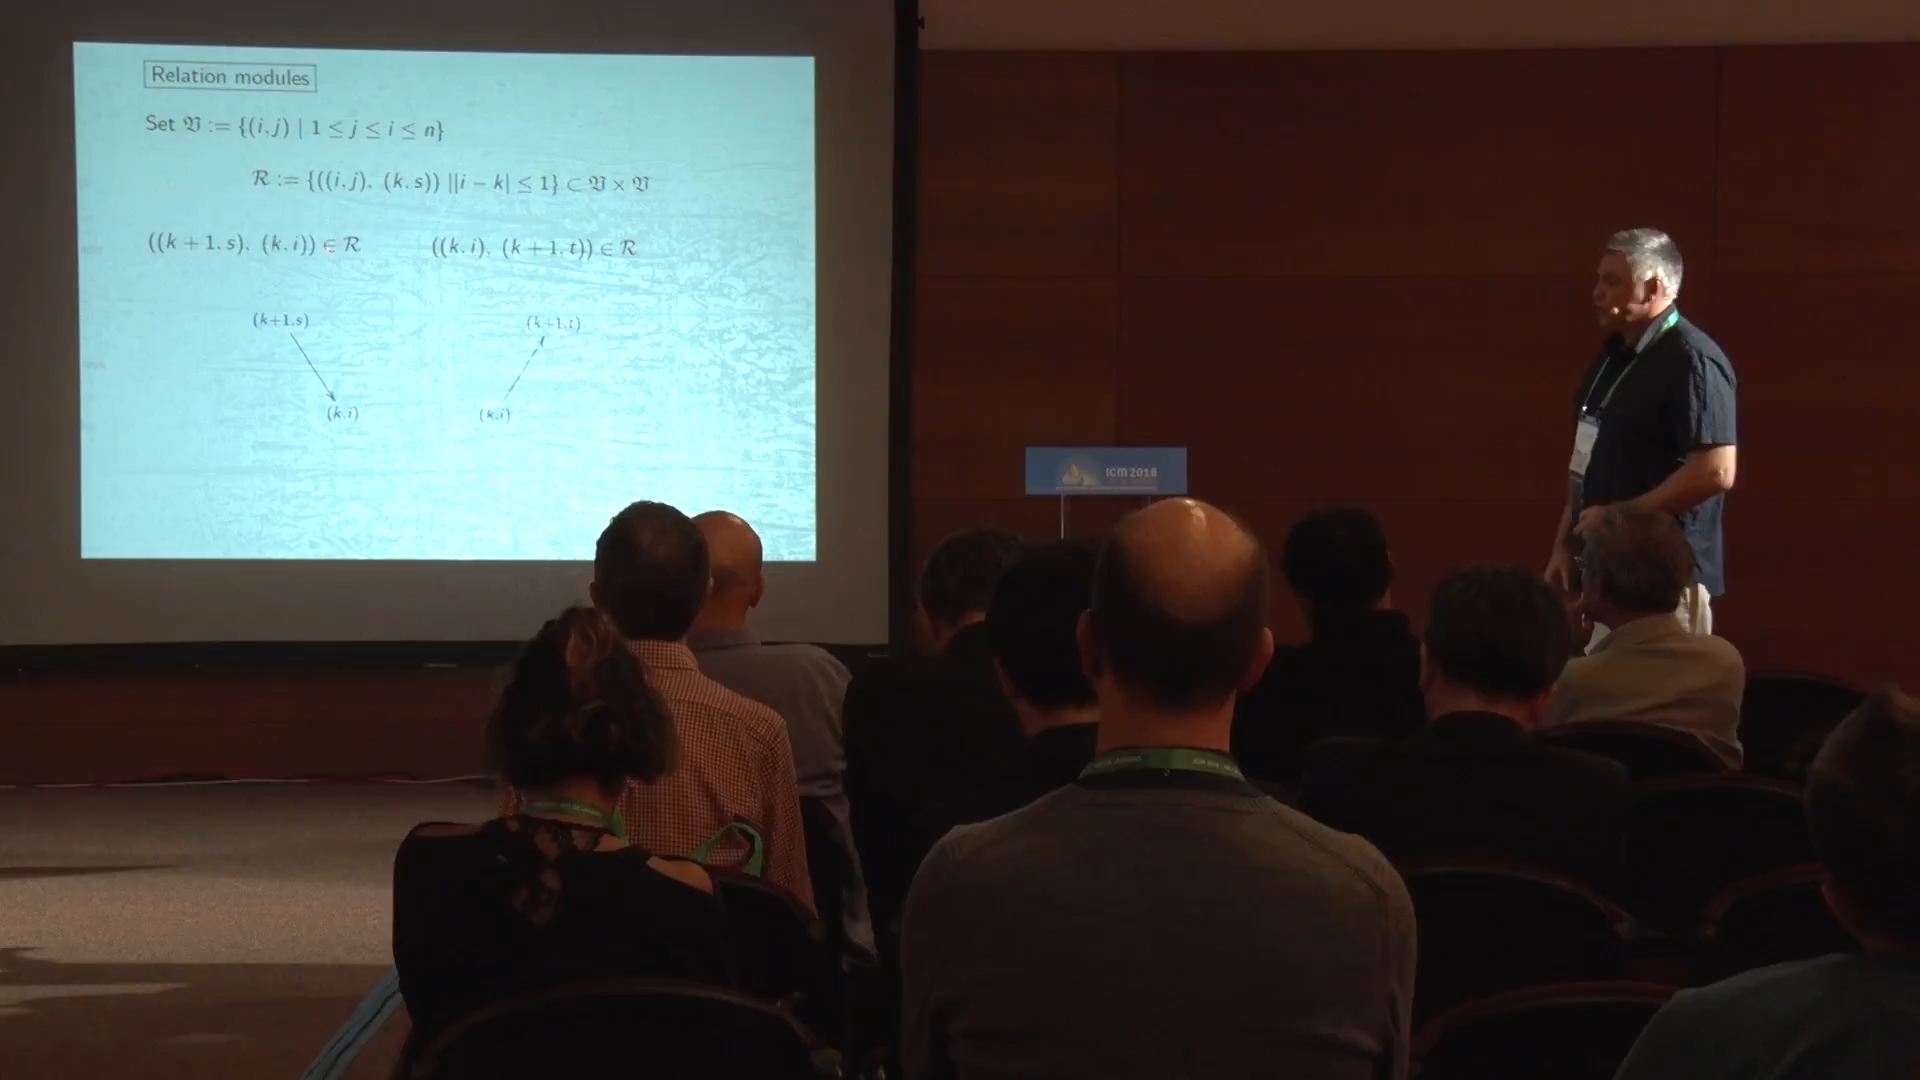 Relation modules
Set 𝔙 := {(i, j) | 1 ≤ j ≤ i ≤ n}
ℛ := {((i, j), (k, s)) ||i − k| ≤ 1} ⊂ 𝔙 × 𝔙
((k + 1, s), (k, i)) ∈ ℛ ((k, i), (k + 1, t)) ∈ ℛ
(k+1,s) (k+1,t)
(k,i) (k,i)
ICM 2018